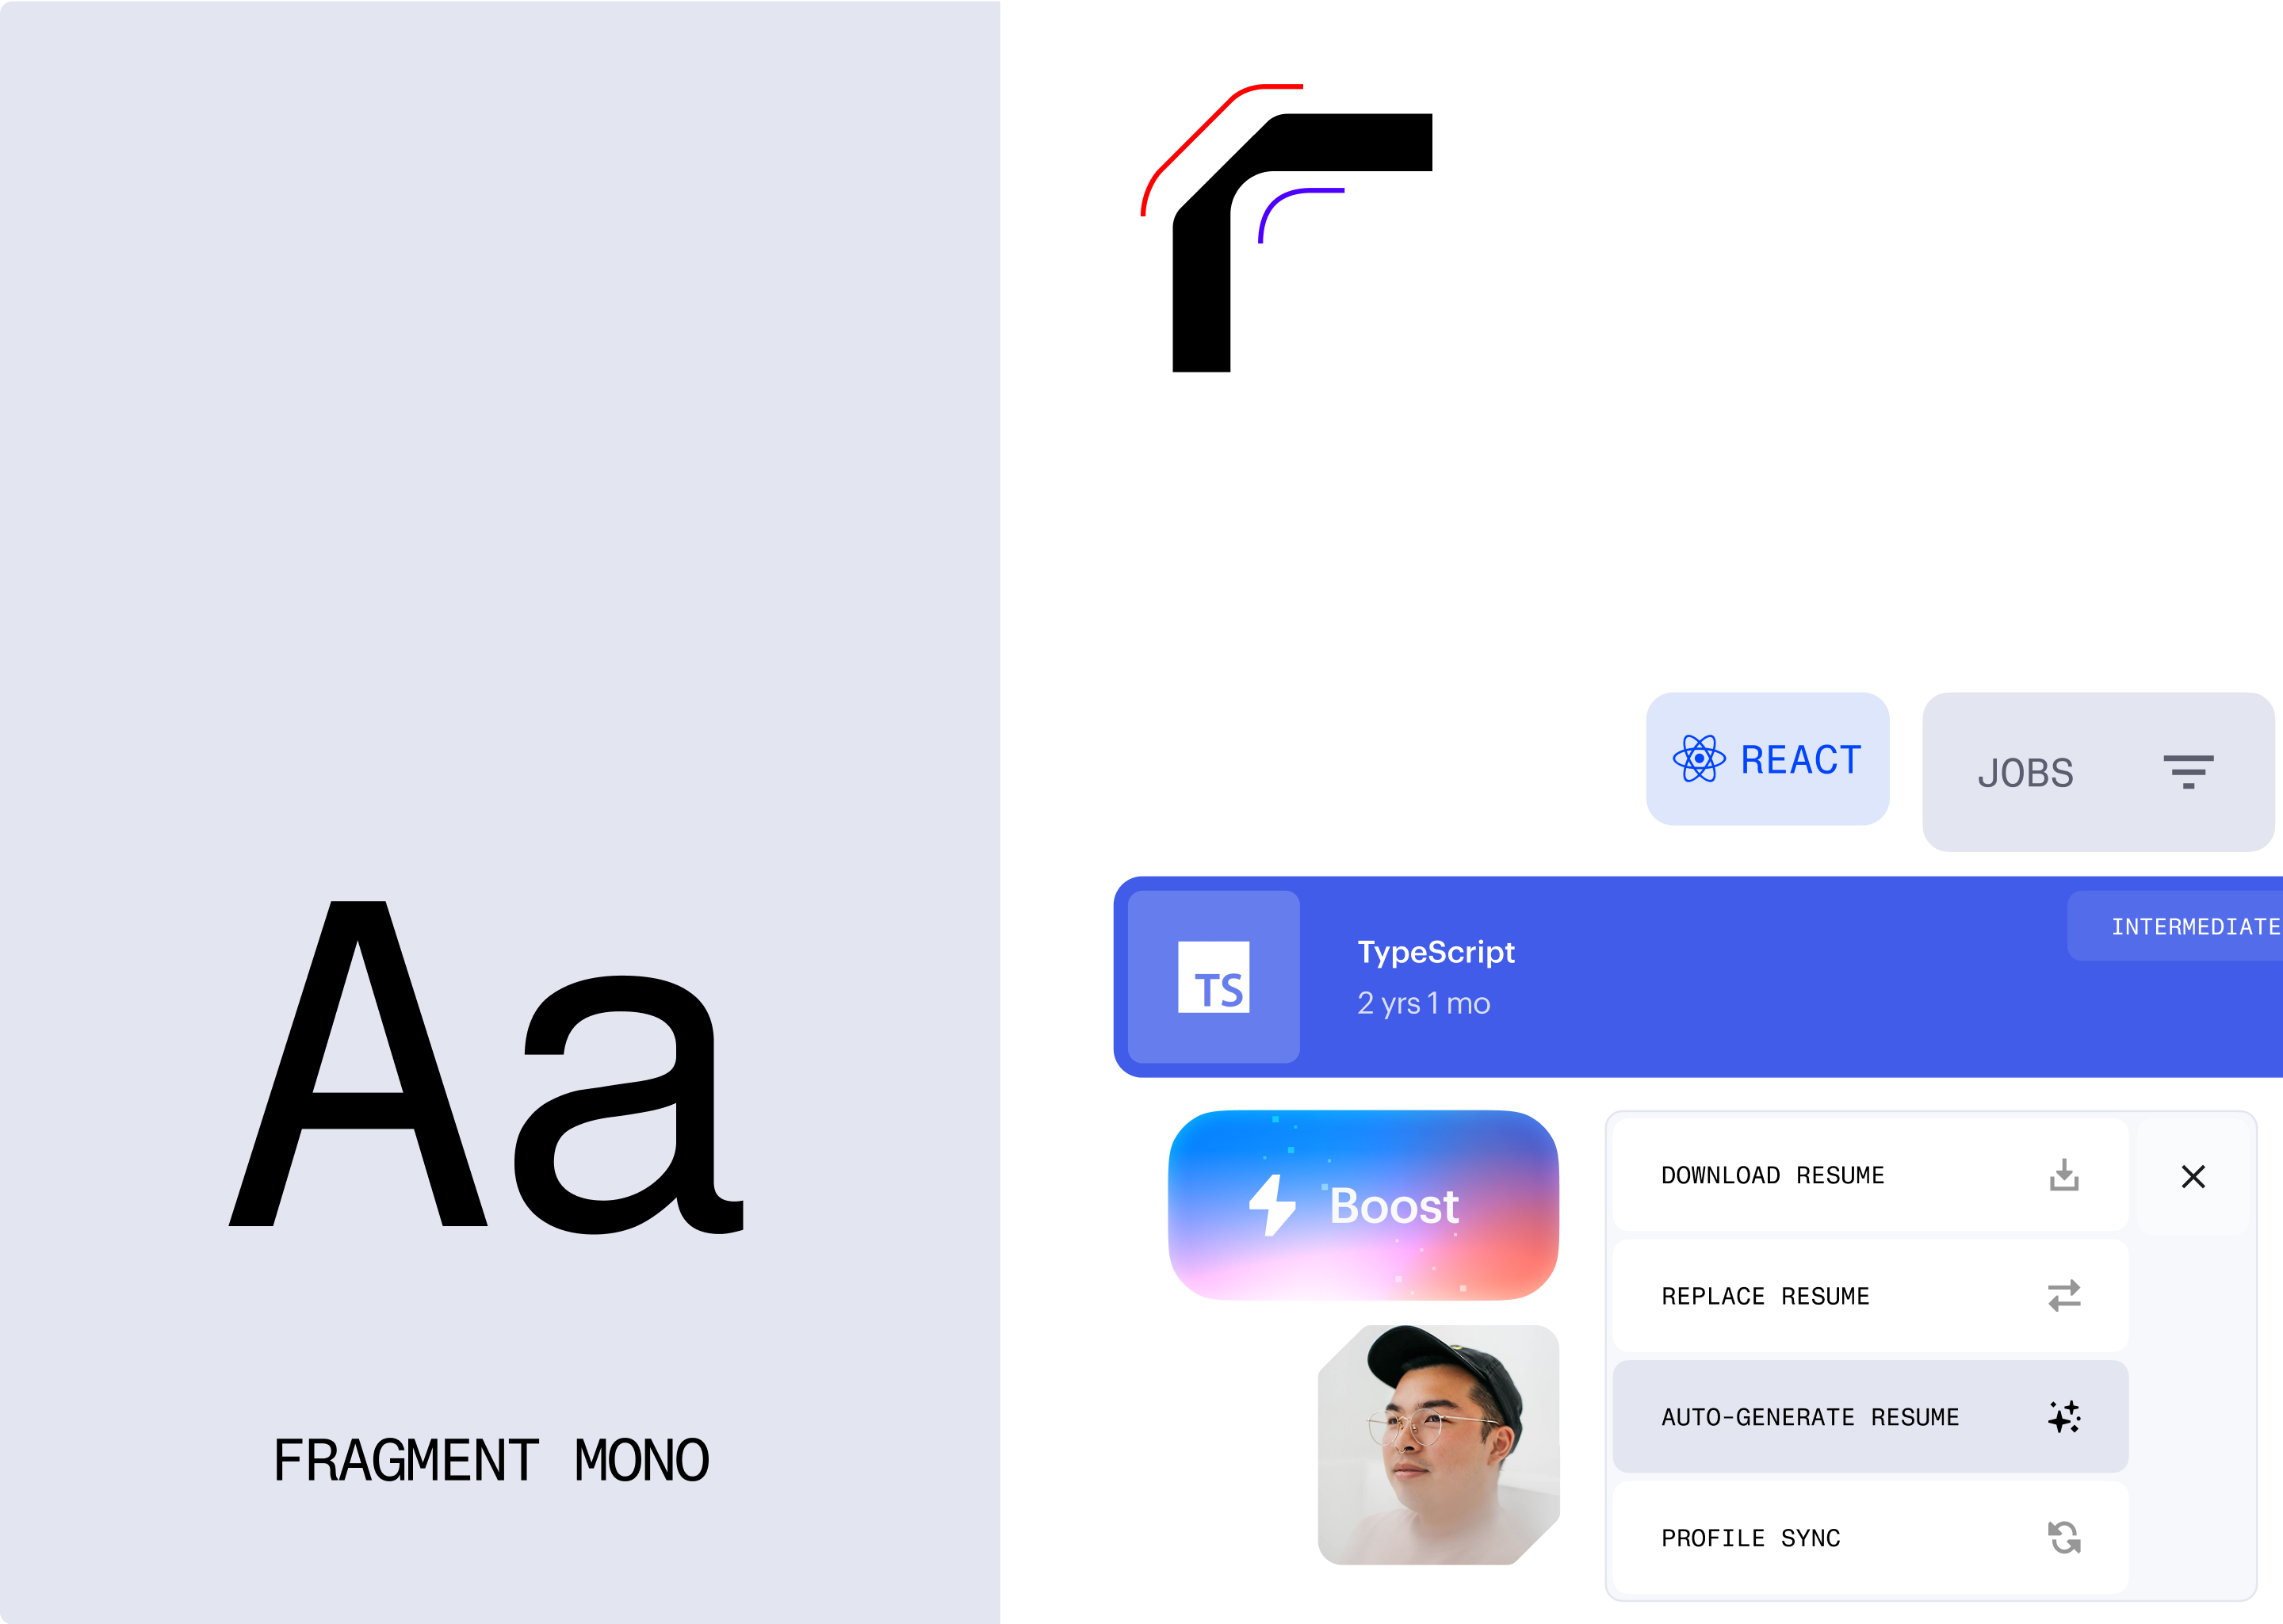 Aa
FRAGMENT MONO
REACT
JOBS
TS
TypeScript
2 yrs 1 mo
INTERMEDIATE
Boost
DOWNLOAD RESUME
REPLACE RESUME
AUTO-GENERATE RESUME
PROFILE SYNC